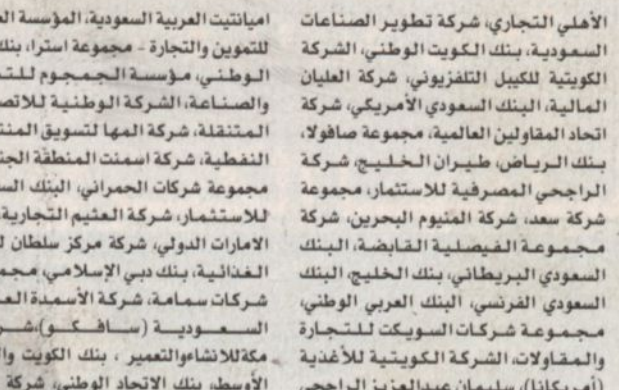 الأهلي التجاري، شركة تطوير الصناعات
السعودية، بنك الكويت الوطني، الشركة
الكويتية للكيبل التلفزيوني، شركة العليان
المالية، البنك السعودي الأمريكي، شركة
اتحاد المقاولين العالمية، مجموعة صافولا،
بنك الرياض، طيران الخليج، شركة
الراجحي المصرفية للاستثمار، مجموعة
شركة سعد، شركة المنيوم البحرين، شركة
مجموعة الفيصلية القابضة، البنك
السعودي البريطاني، بنك الخليج، البنك
السعودي الفرنسي، البنك العربي الوطني،
مجموعة شركات السويكت للتجارة
والمقاولات، الشركة الكويتية للأغذية
(أمريكانا)، سليمان عبدالعزيز الراجحي
اميانتيت العربية السعودية، المؤسسة
للتموين والتجارة - مجموعة استرا، بنك
الوطني، مؤسسة الجمجوم
والصناعة، الشركة الوطنية
المتنقلة، شركة المها لتسويق
النفطية، شركة اسمنت المنطقة
مجموعة شركات الحمراني، البنك
للاستثمار، شركة العثيم التجارية،
الامارات الدولي، شركة مركز سلطان
الغذائية، بنك دبي الإسلامي،
شركات سمامة، شركة الأسمدة
السعودية (سافكو)،
مكةللانشاءوالتعمير ، بنك الكويت
الأوسط، بنك الاتحاد الوطني، شركة